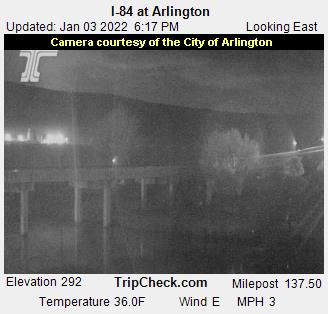 I-84 at Arlington
Updated: Jan 03 2022 6:17 PM Looking East
Camera courtesy of the City of Arlington
Elevation 292 TripCheck.com Milepost 137.50
Temperature 36.0F Wind E MPH 3